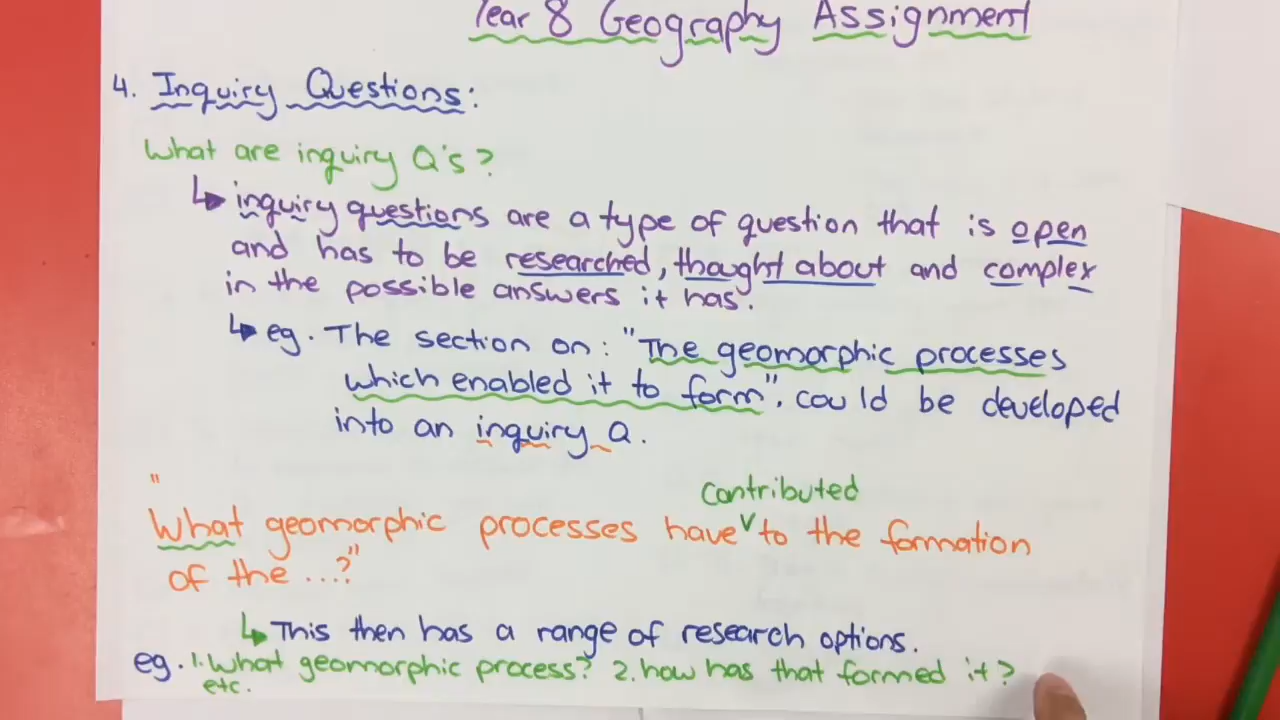 Year 8 Geography Assignment
4. Inquiry Questions:
What are inquiry Q's?
↳ inquiry questions are a type of question that is open
and has to be researched, thought about and complex
in the possible answers it has.
↳ eg. The section on: "The geomorphic processes
which enabled it to form", could be developed
into an inquiry Q.
contributed
"What geomorphic processes have ∨ to the formation
of the ...?"
↳ This then has a range of research options.
eg. 1. What geomorphic process? 2. how has that formed it?
etc.